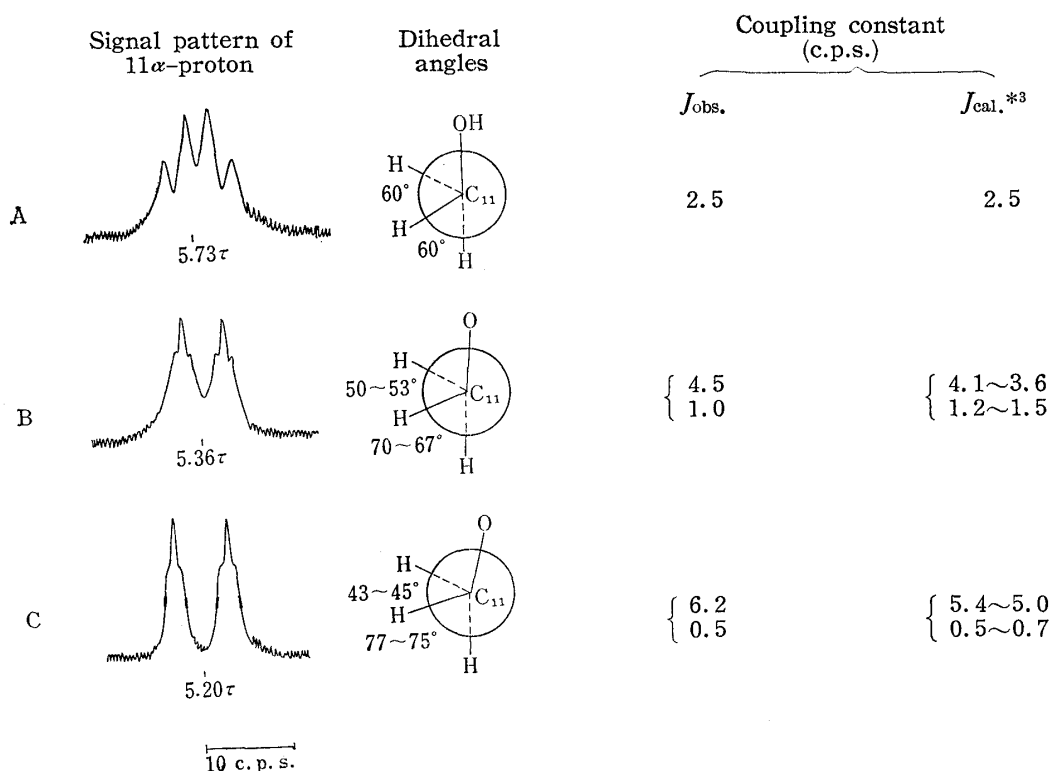 Signal pattern of
11α-proton
Dihedral
angles
Coupling constant
(c.p.s.)
Jobs.
Jcal.*3
A
5.73τ
OH
H
60°
C11
H
60°
H
2.5
2.5
B
5.36τ
O
H
50~53°
C11
H
70~67°
H
4.5
1.0
4.1~3.6
1.2~1.5
C
5.20τ
O
H
43~45°
C11
H
77~75°
H
6.2
0.5
5.4~5.0
0.5~0.7
10 c.p.s.